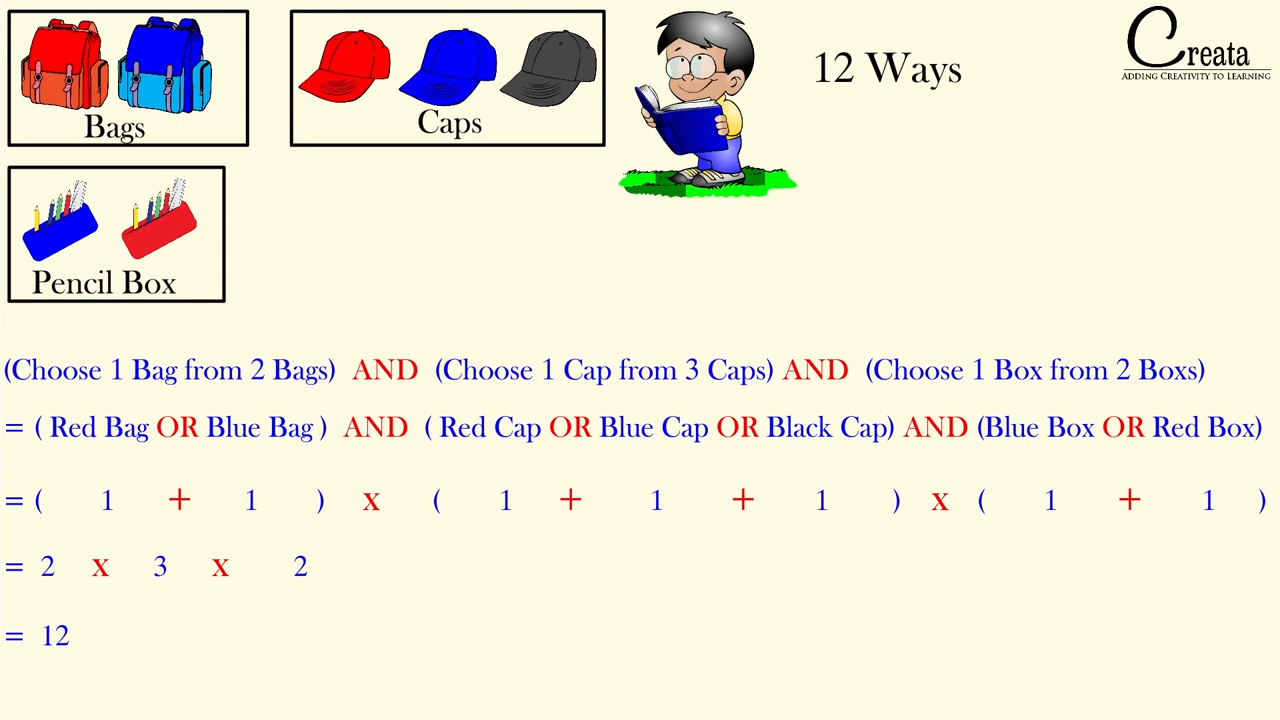 Bags
Caps
12 Ways
Creata
ADDING CREATIVITY TO LEARNING
Pencil Box
(Choose 1 Bag from 2 Bags) AND (Choose 1 Cap from 3 Caps) AND (Choose 1 Box from 2 Boxs)
= ( Red Bag OR Blue Bag ) AND ( Red Cap OR Blue Cap OR Black Cap) AND (Blue Box OR Red Box)
= ( 1 + 1 ) x ( 1 + 1 + 1 ) x ( 1 + 1 )
= 2 x 3 x 2
= 12